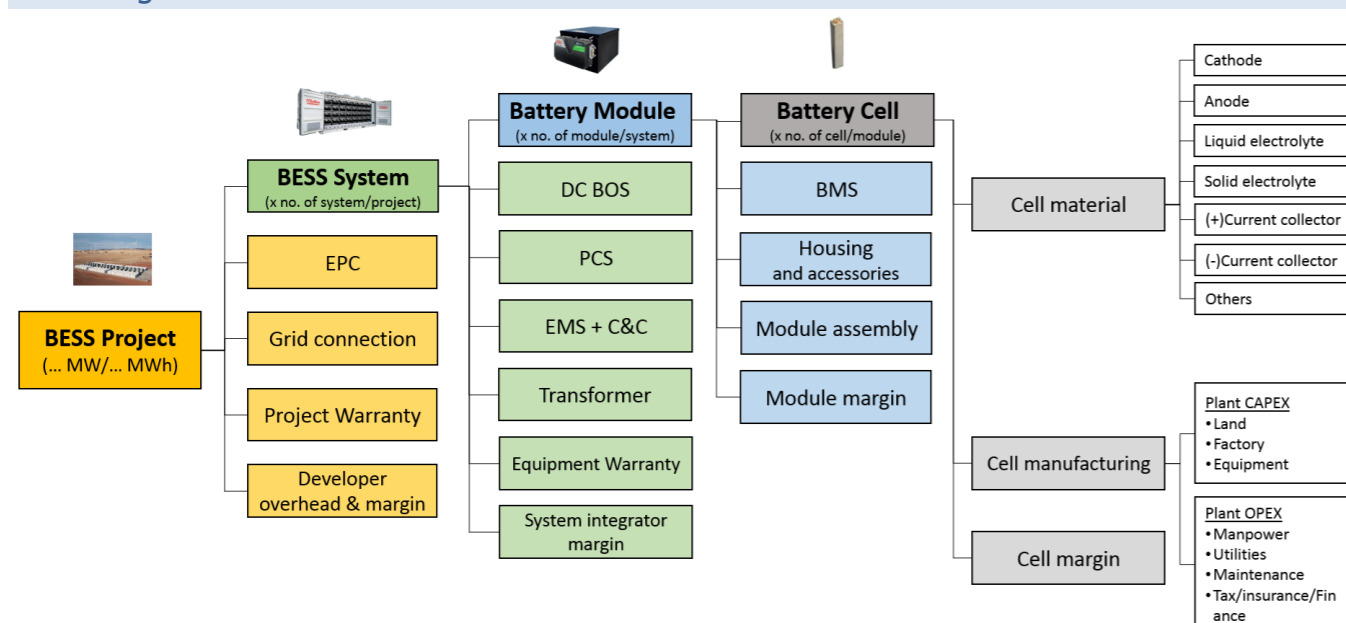 BESS Project
(... MW/... MWh)
BESS System
(x no. of system/project)
EPC
Grid connection
Project Warranty
Developer
overhead & margin
Battery Module
(x no. of module/system)
DC BOS
PCS
EMS + C&C
Transformer
Equipment Warranty
System integrator
margin
Battery Cell
(x no. of cell/module)
BMS
Housing
and accessories
Module assembly
Module margin
Cell material
Cell manufacturing
Cell margin
Cathode
Anode
Liquid electrolyte
Solid electrolyte
(+)Current collector
(-)Current collector
Others
Plant CAPEX
•Land
•Factory
•Equipment
Plant OPEX
•Manpower
•Utilities
•Maintenance
•Tax/insurance/Fin
ance